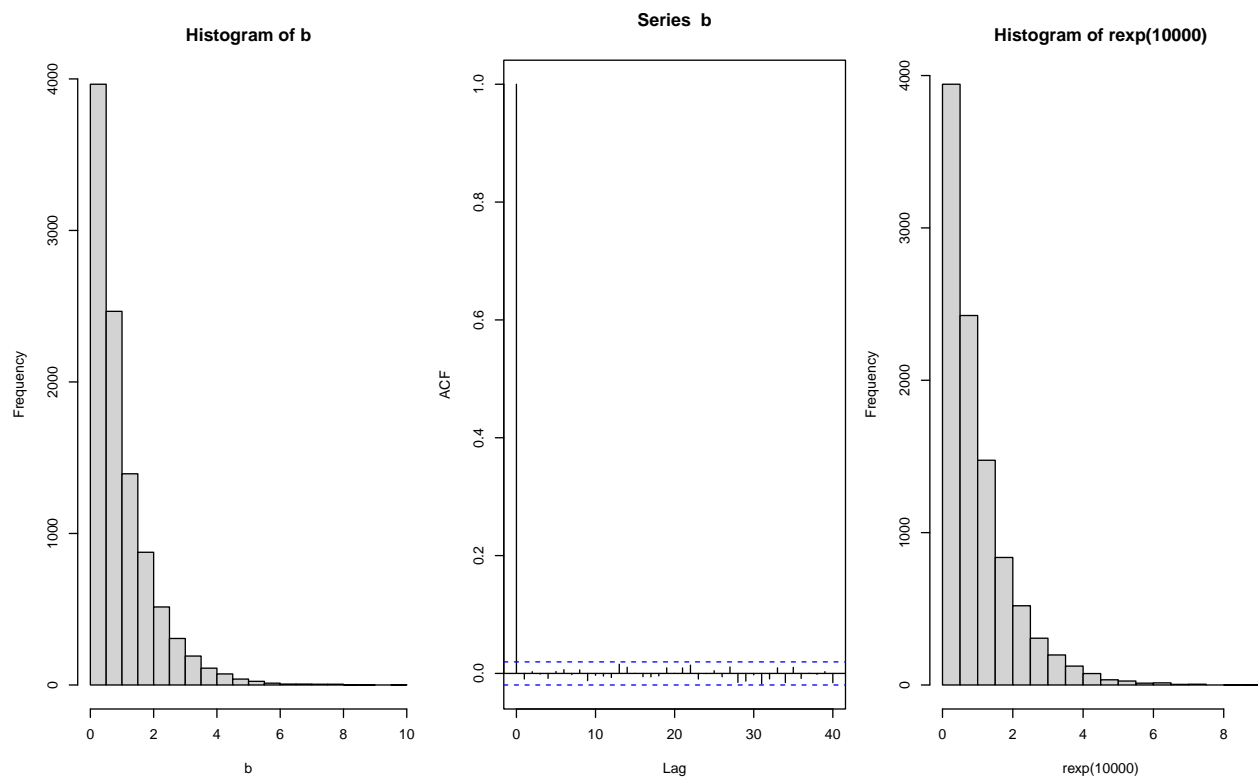 Histogram of b
Frequency
4000
3000
2000
1000
0
0 2 4 6 8 10
b
Series  b
ACF
1.0
0.8
0.6
0.4
0.2
0.0
0 10 20 30 40
Lag
Histogram of rexp(10000)
Frequency
4000
3000
2000
1000
0
0 2 4 6 8
rexp(10000)